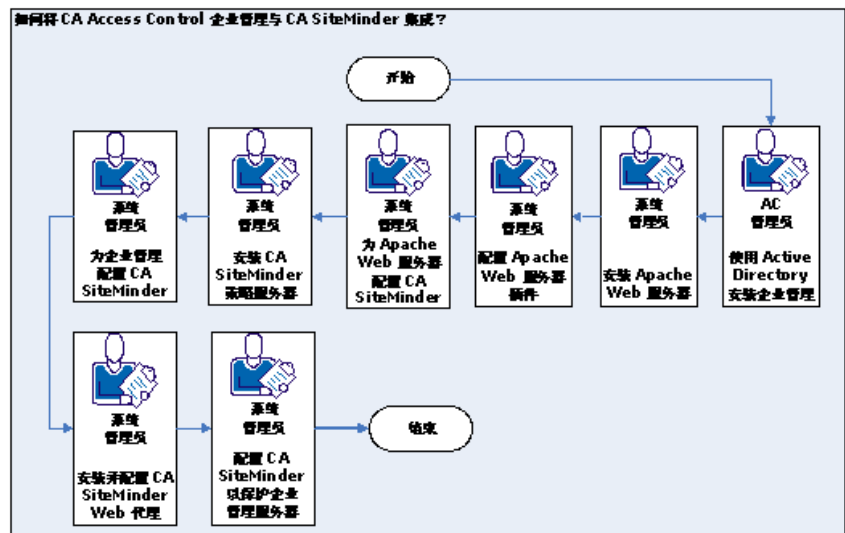 如何将 CA Access Control 企业管理与 CA SiteMinder 集成？
开始
AC
管理员
使用 Active
Directory
安装企业管理
系统
管理员
安装 Apache
Web 服务器
系统
管理员
配置 Apache
Web 服务器
插件
系统
管理员
为 Apache
Web 服务器
配置 CA
SiteMinder
系统
管理员
安装 CA
SiteMinder
策略服务器
系统
管理员
为企业管理
配置 CA
SiteMinder
系统
管理员
安装并配置 CA
SiteMinder
Web 代理
系统
管理员
配置 CA
SiteMinder
以保护企业
管理服务器
结束